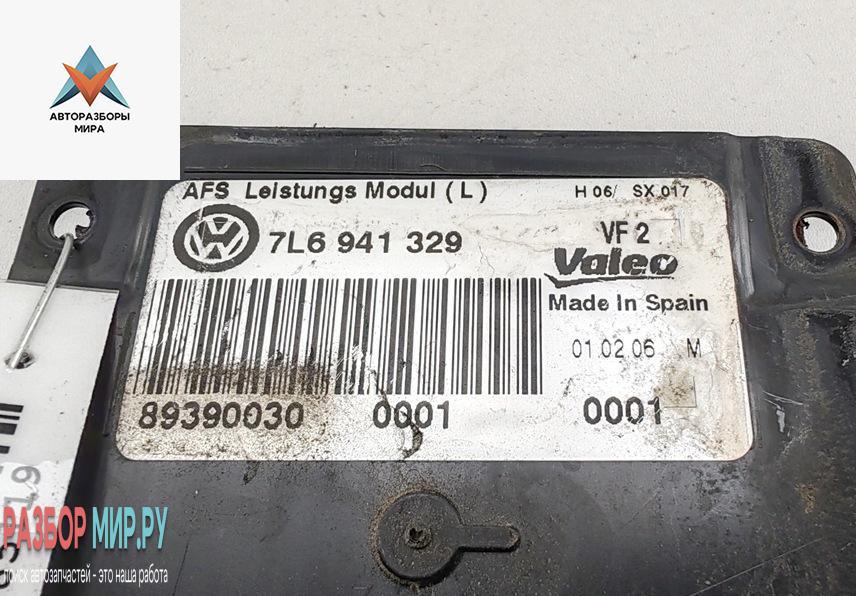 АВТОРАЗБОРЫ
МИРА
AFS Leistungs Modul ( L )
H 06/ SX 017
7L6 941 329
VF 2
Valeo
Made In Spain
01.02.06 M
89390030 0001 0001
РАЗБОР МИР.РУ
поиск автозапчастей - это наша работа